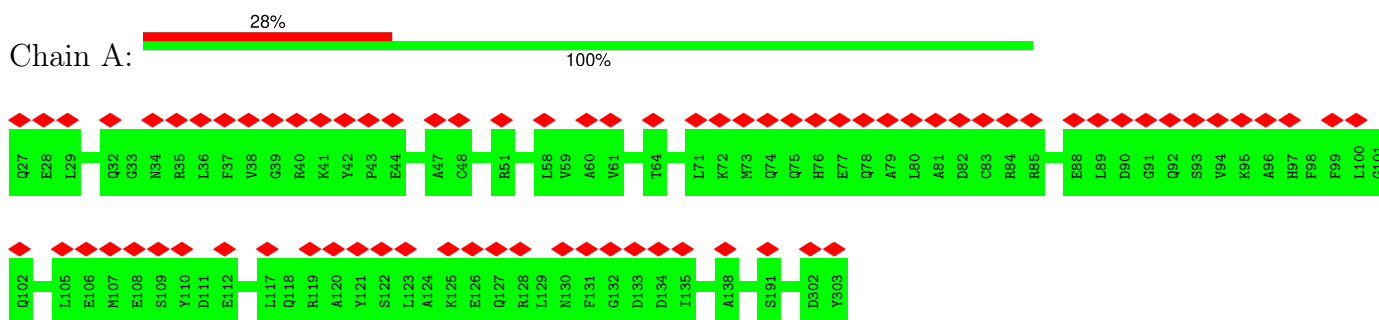 28%
Chain A:
100%
Q27 E28 L29 Q32 G33 N34 R35 L36 F37 V38 G39 R40 K41 Y42 P43 E44 A47 C48 R51 L58 V59 A60 V61 T64 L71 K72 M73 Q74 Q75 H76 E77 Q78 A79 L80 A81 D82 C83 R84 R85 E88 L89 D90 G91 Q92 S93 V94 K95 A96 H97 F98 F99 L100 G101
Q102 L105 E106 M107 E108 S109 Y110 D111 E112 L117 Q118 R119 A120 Y121 S122 L123 A124 K125 E126 Q127 R128 L129 N130 F131 G132 D133 D134 I135 A138 S191 D302 Y303